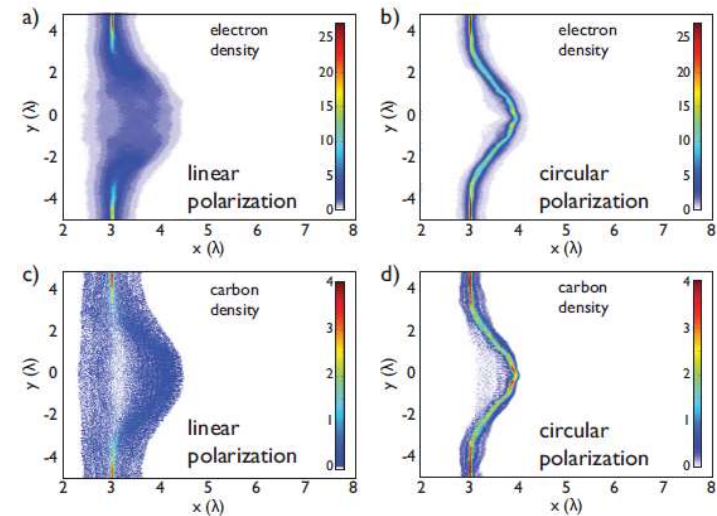 a)
electron
density
linear
polarization
4
2
0
-2
-4
y (λ)
2 3 4 5 6 7 8
x (λ)
25
20
15
10
5
0
b)
electron
density
circular
polarization
4
2
0
-2
-4
y (λ)
2 3 4 5 6 7 8
x (λ)
25
20
15
10
5
0
c)
carbon
density
linear
polarization
4
2
0
-2
-4
y (λ)
2 3 4 5 6 7 8
x (λ)
4
3
2
1
0
d)
carbon
density
circular
polarization
4
2
0
-2
-4
y (λ)
2 3 4 5 6 7 8
x (λ)
4
3
2
1
0